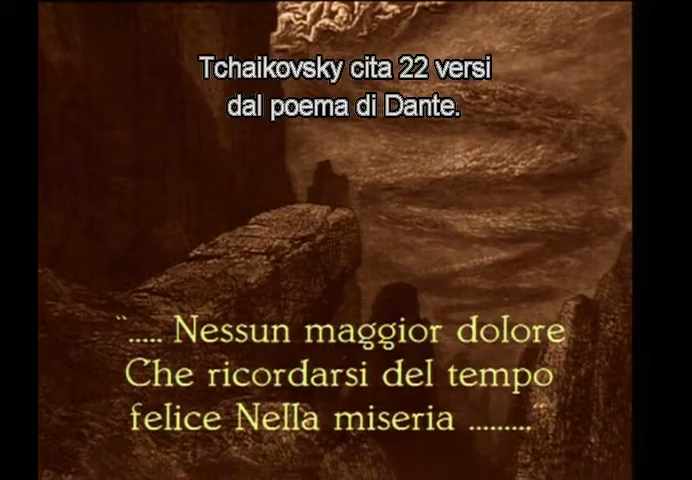 Tchaikovsky cita 22 versi
dal poema di Dante.
“..... Nessun maggior dolore
Che ricordarsi del tempo
felice Nella miseria .........”